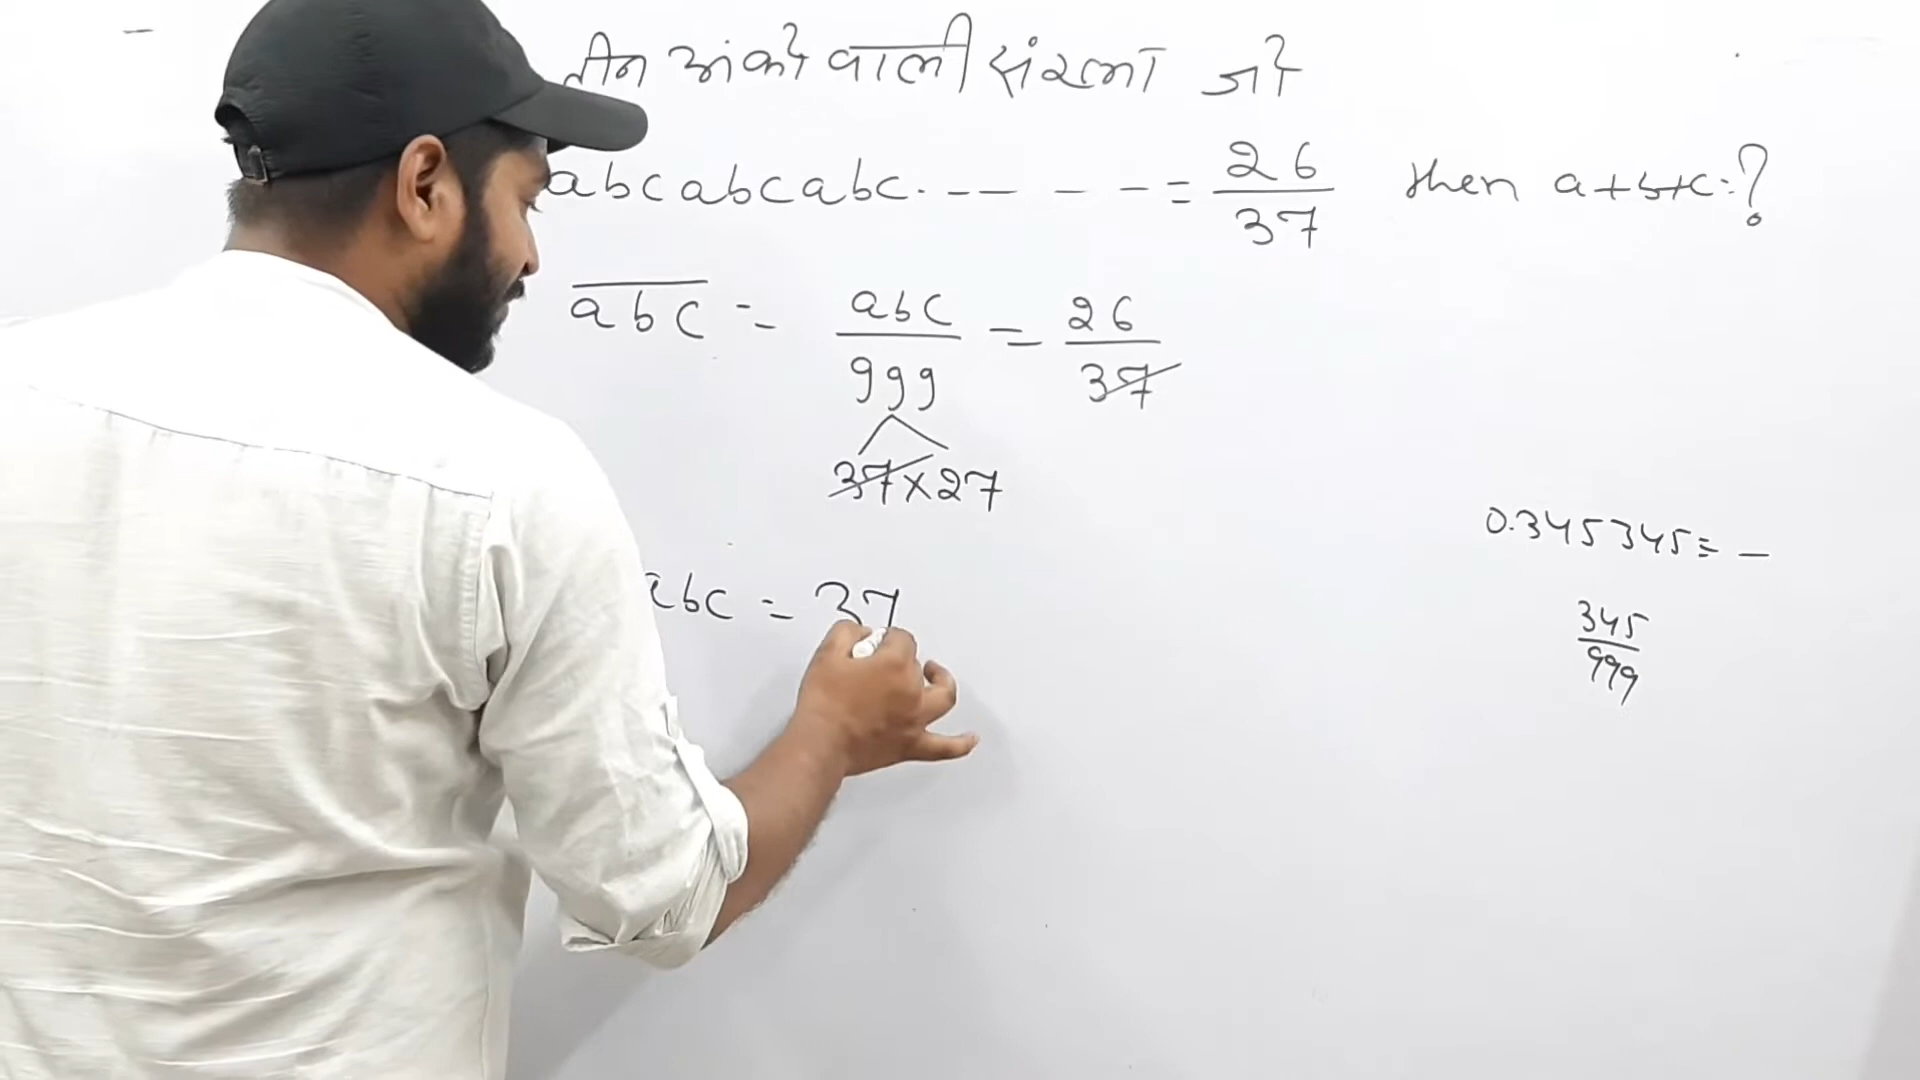 तीन अंको वाली संख्या जो
abcabcabc.-- - - = 26/37 then a+b+c=?
abc = abc/999 = 26/37
37×27
0.345345= -
abc = 37
345/999